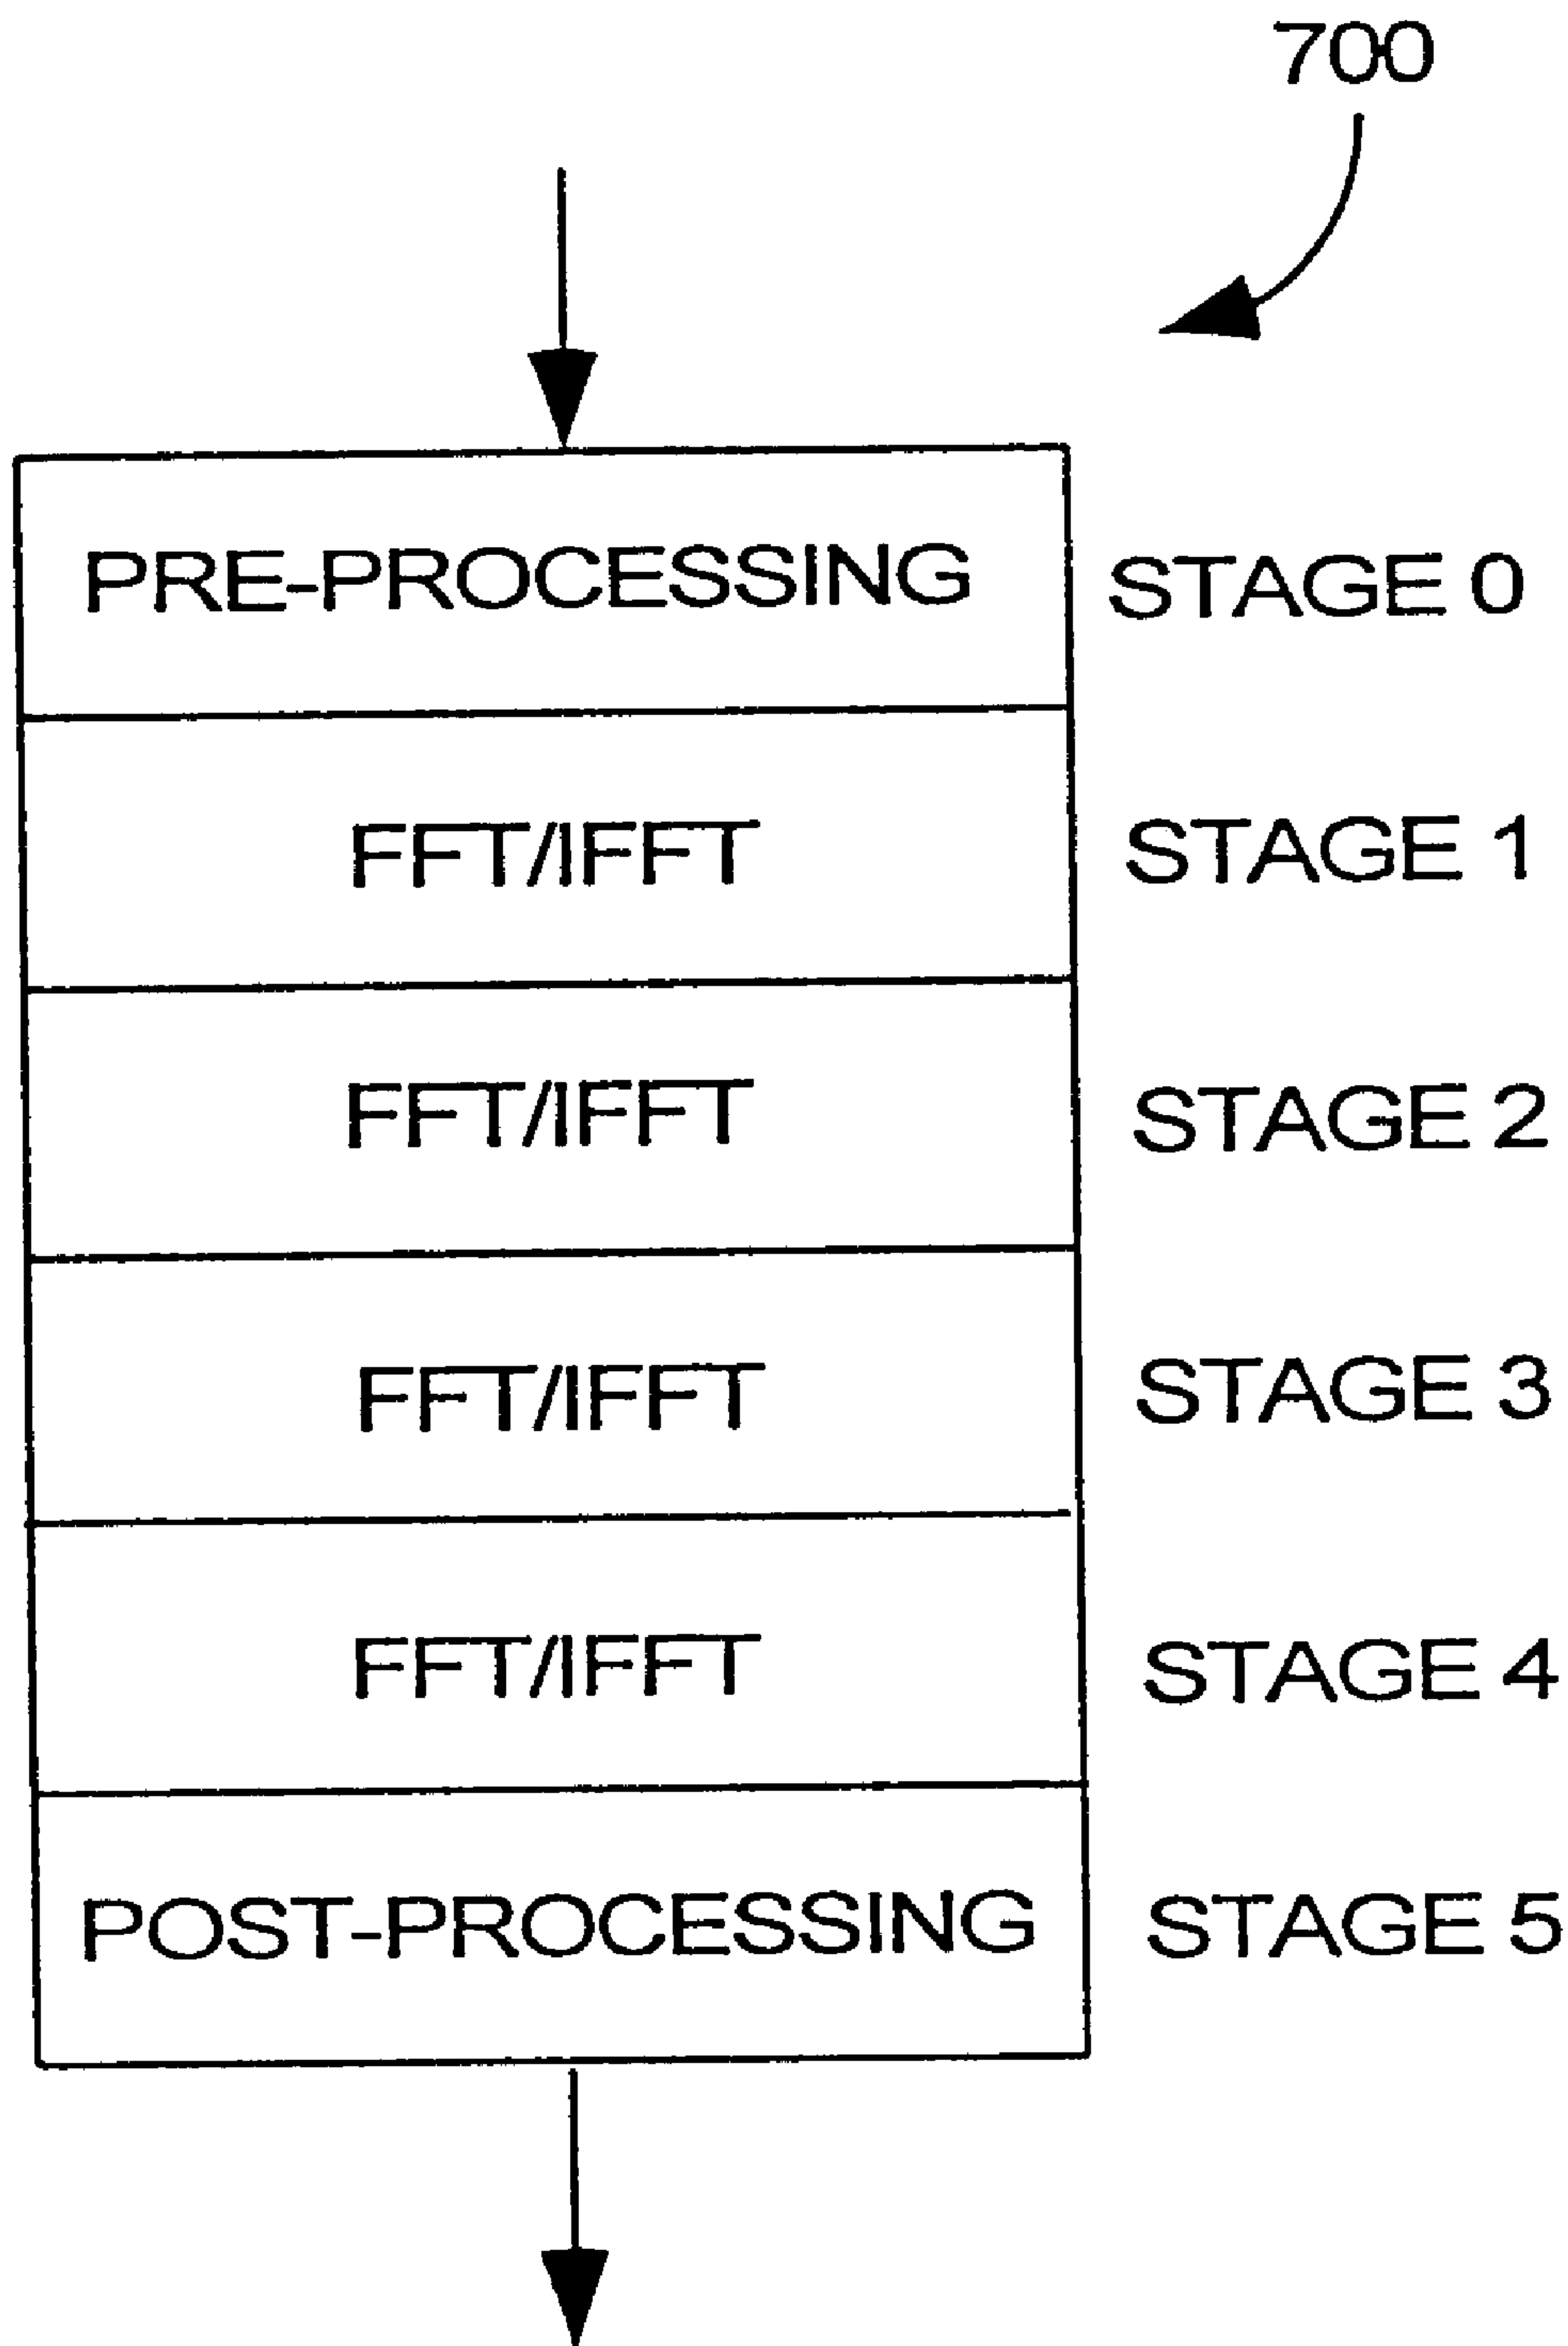 700
PRE-PROCESSING STAGE 0
FFT/IFFT STAGE 1
FFT/IFFT STAGE 2
FFT/IFFT STAGE 3
FFT/IFFT STAGE 4
POST-PROCESSING STAGE 5